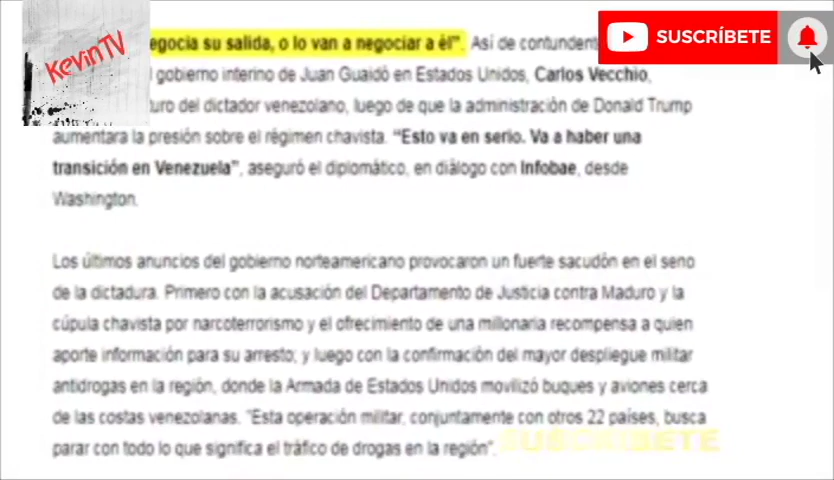 KevinTV
SUSCRÍBETE
egocia su salida, o lo van a negociar a él”. Así de contundent
l gobierno interino de Juan Guaidó en Estados Unidos, Carlos Vecchio,
uro del dictador venezolano, luego de que la administración de Donald Trump
aumentara la presión sobre el régimen chavista. “Esto va en serio. Va a haber una
transición en Venezuela”, aseguró el diplomático, en diálogo con Infobae, desde
Washington.
Los últimos anuncios del gobierno norteamericano provocaron un fuerte sacudón en el seno
de la dictadura. Primero con la acusación del Departamento de Justicia contra Maduro y la
cúpula chavista por narcoterrorismo y el ofrecimiento de una millonaria recompensa a quien
aporte información para su arresto; y luego con la confirmación del mayor despliegue militar
antidrogas en la región, donde la Armada de Estados Unidos movilizó buques y aviones cerca
de las costas venezolanas. “Esta operación militar, conjuntamente con otros 22 países, busca
parar con todo lo que significa el tráfico de drogas en la región”.
SUSCRIBETE